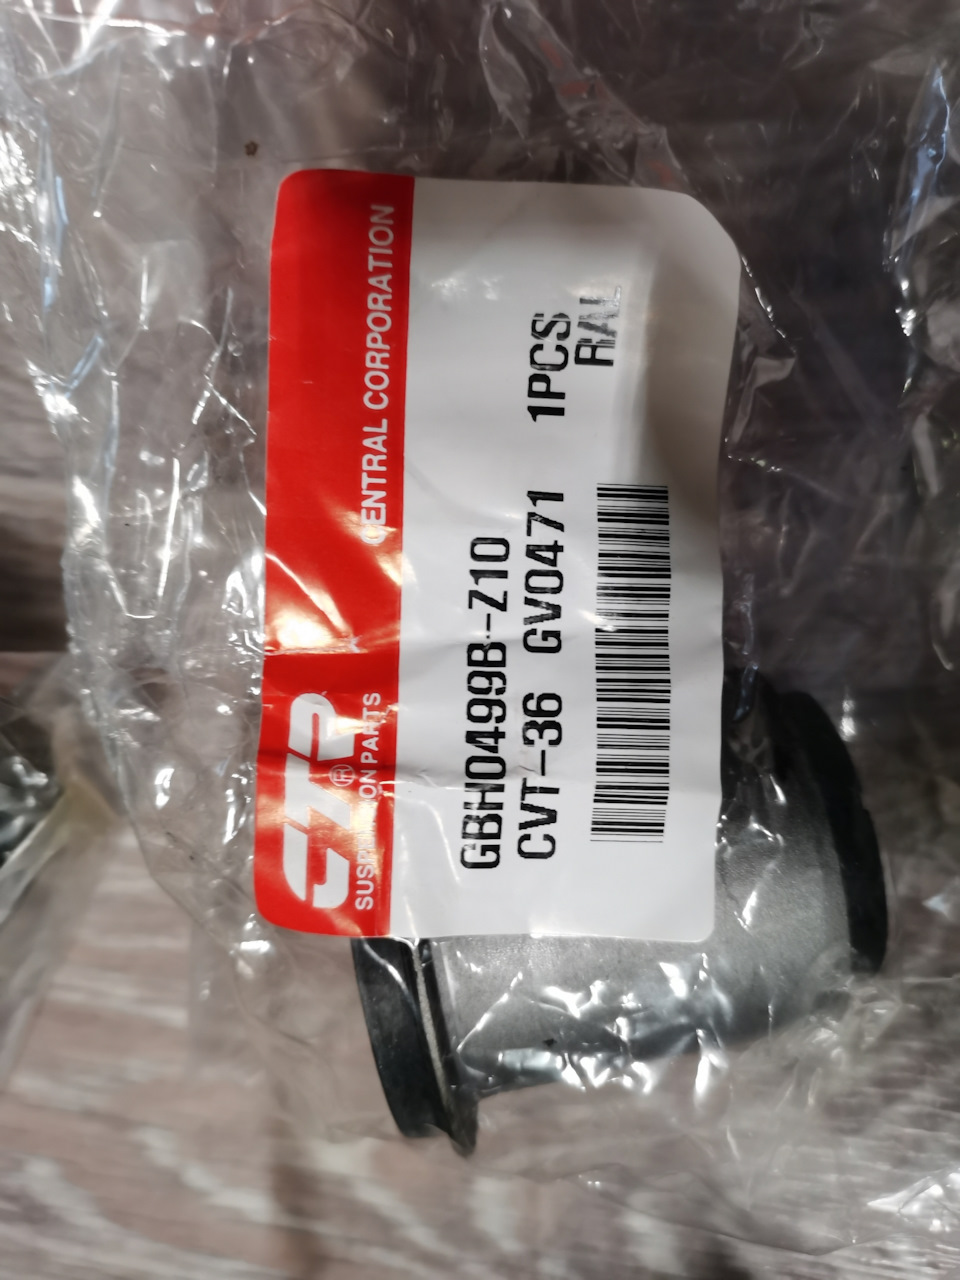 CTR®
SUSPENSION PARTS
CENTRAL CORPORATION
GBH0499B-Z10
CVT-36 GV0471 1PCS
RAL